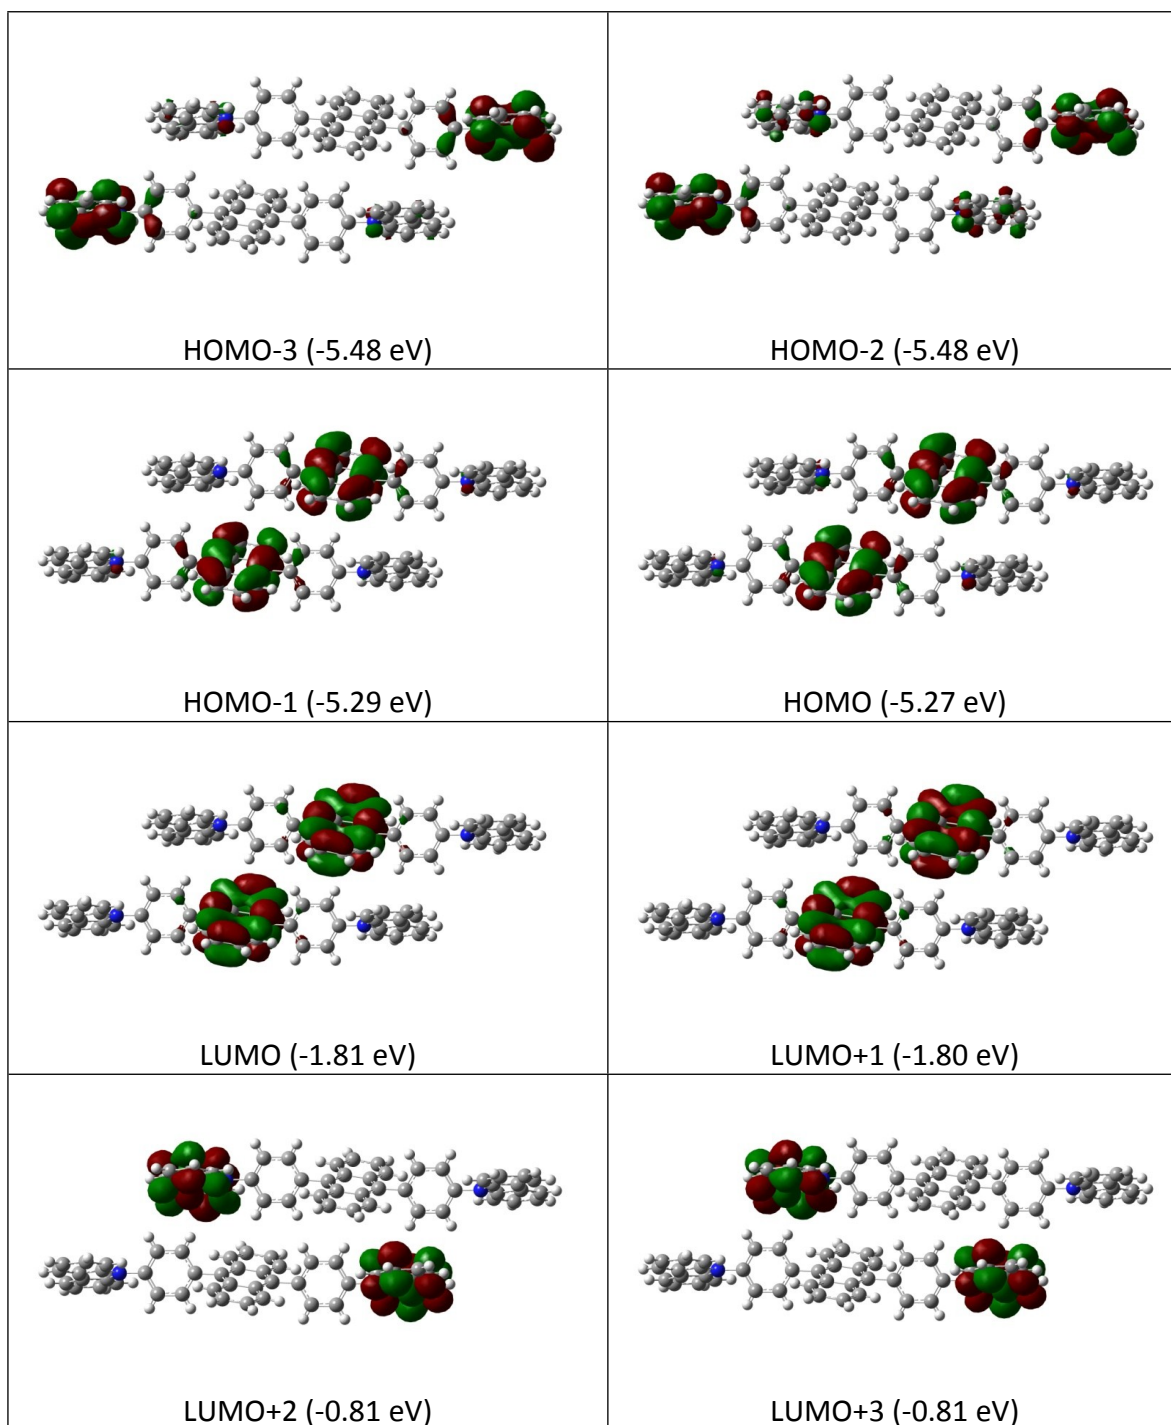 HOMO-3 (-5.48 eV)
HOMO-2 (-5.48 eV)
HOMO-1 (-5.29 eV)
HOMO (-5.27 eV)
LUMO (-1.81 eV)
LUMO+1 (-1.80 eV)
LUMO+2 (-0.81 eV)
LUMO+3 (-0.81 eV)